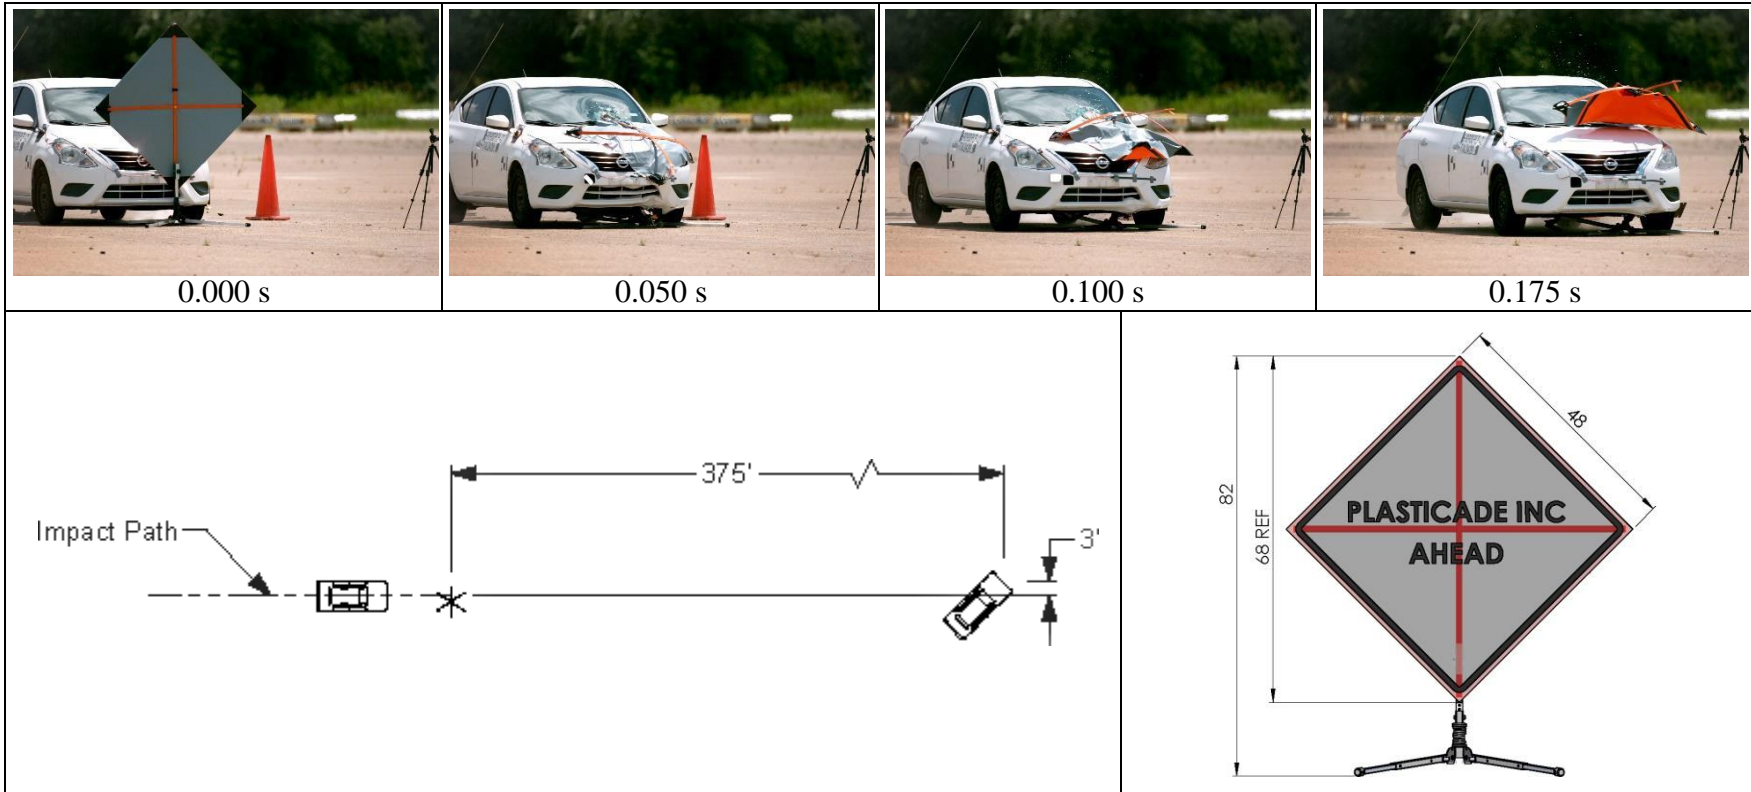 0.000 s
0.050 s
0.100 s
0.175 s
375'
Impact Path
3'
82
68 REF
48
PLASTICADE INC
AHEAD